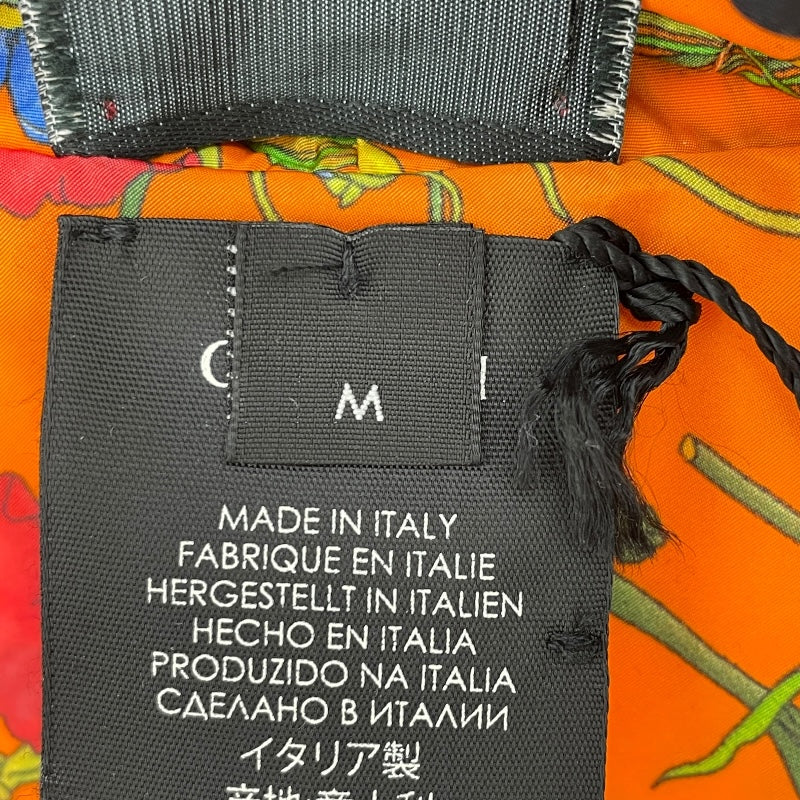 M
MADE IN ITALY
FABRIQUE EN ITALIE
HERGESTELLT IN ITALIEN
HECHO EN ITALIA
PRODUZIDO NA ITALIA
СДЕЛАНО В ИТАЛИИ
イタリア製